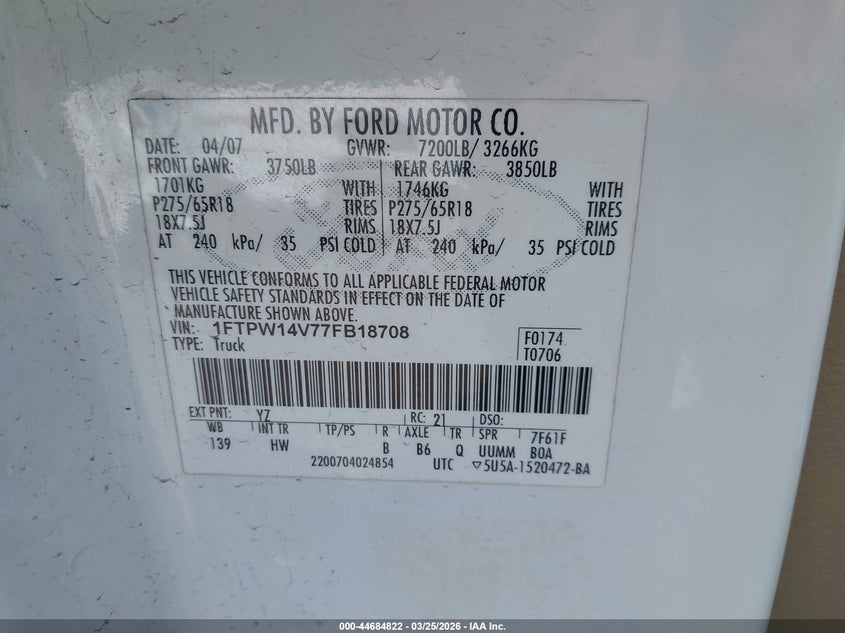 MFD. BY FORD MOTOR CO.
DATE: 04/07 GVWR: 7200LB/ 3266KG
FRONT GAWR: 3750LB REAR GAWR: 3850LB
1701KG WITH 1746KG WITH
P275/65R18 TIRES P275/65R18 TIRES
18X7.5J RIMS 18X7.5J RIMS
AT 240 kPa/ 35 PSI COLD AT 240 kPa/ 35 PSI COLD
THIS VEHICLE CONFORMS TO ALL APPLICABLE FEDERAL MOTOR
VEHICLE SAFETY STANDARDS IN EFFECT ON THE DATE OF
MANUFACTURE SHOWN ABOVE.
VIN: 1FTPW14V77FB18708 F0174
TYPE: Truck T0706
EXT PNT: YZ RC: 21 DSO:
WB INT TR TP/PS R AXLE TR SPR 7F61F
139 HW B B6 Q UUMM BOA
2200704024854 UTC ▽5U5A-1520472-BA
000-44684822 — 03/25/2026 — IAA Inc.